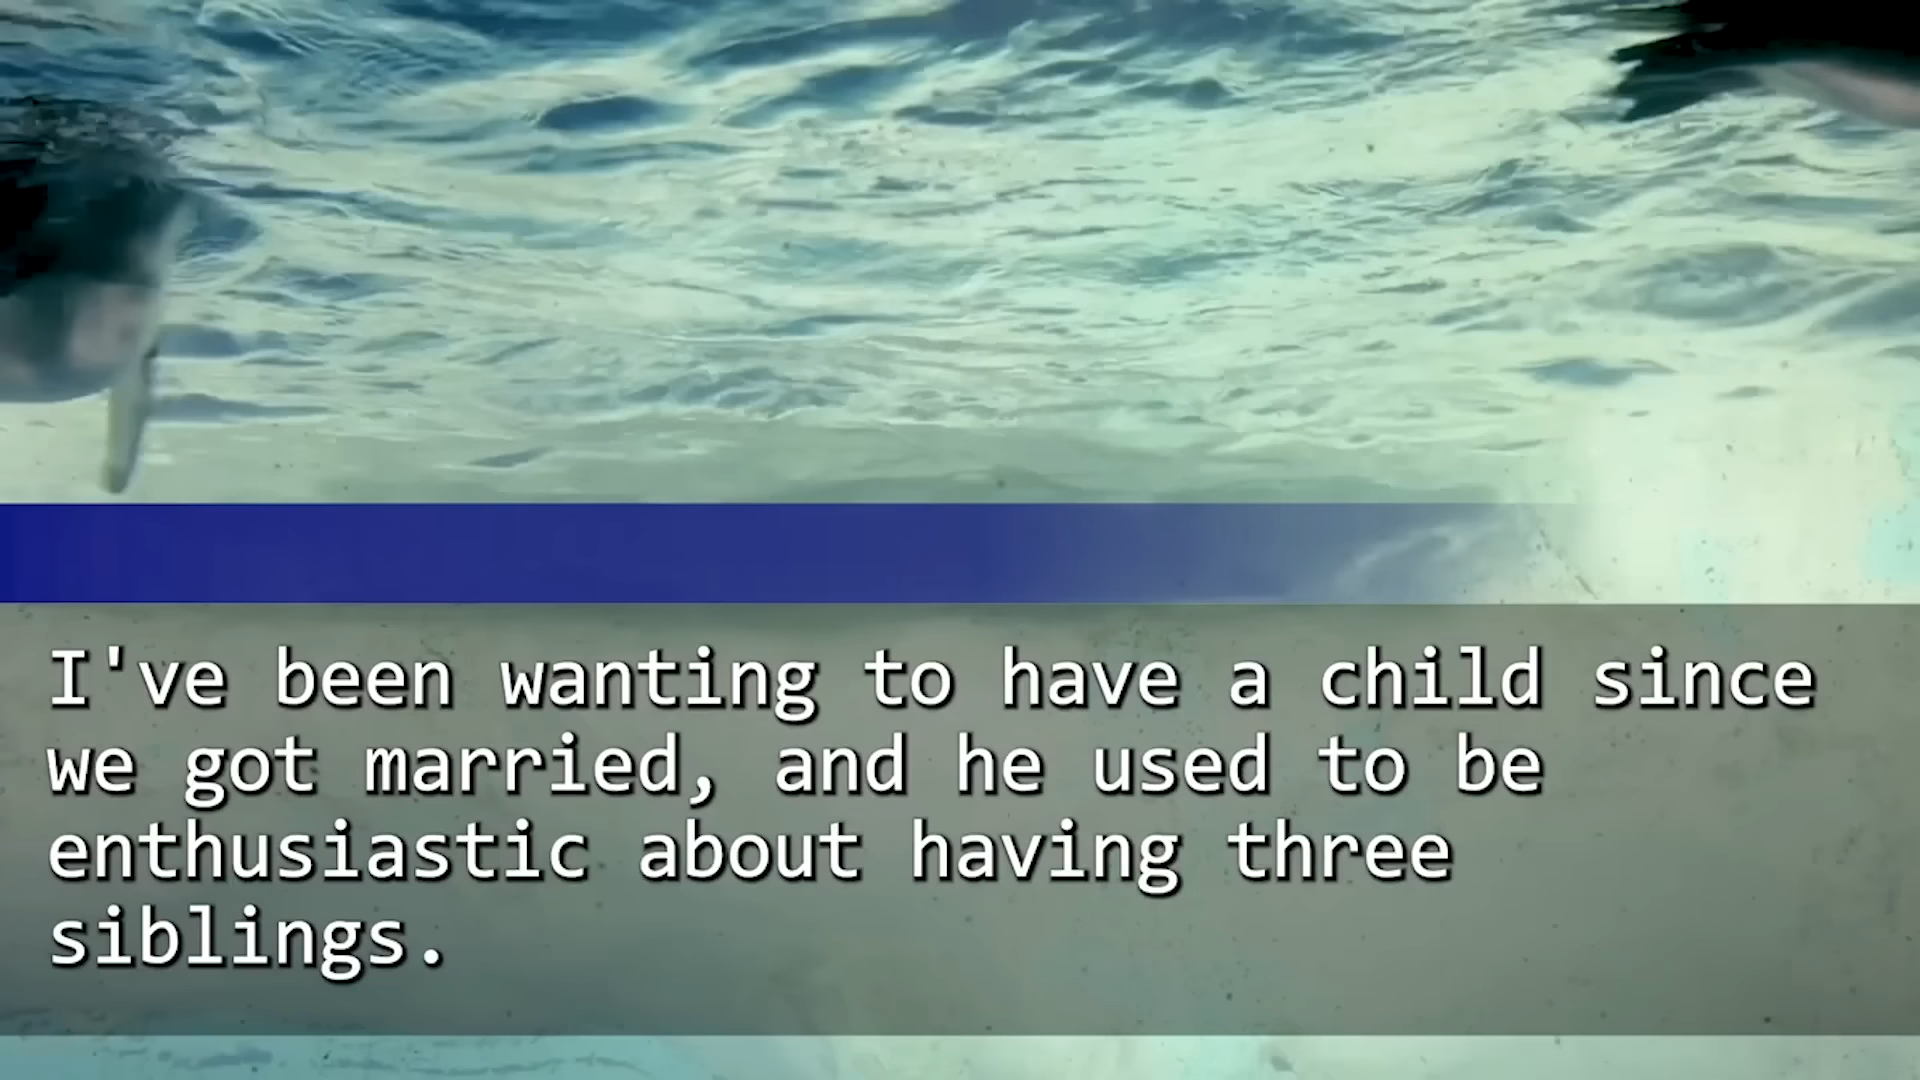 I've been wanting to have a child since
we got married, and he used to be
enthusiastic about having three
siblings.